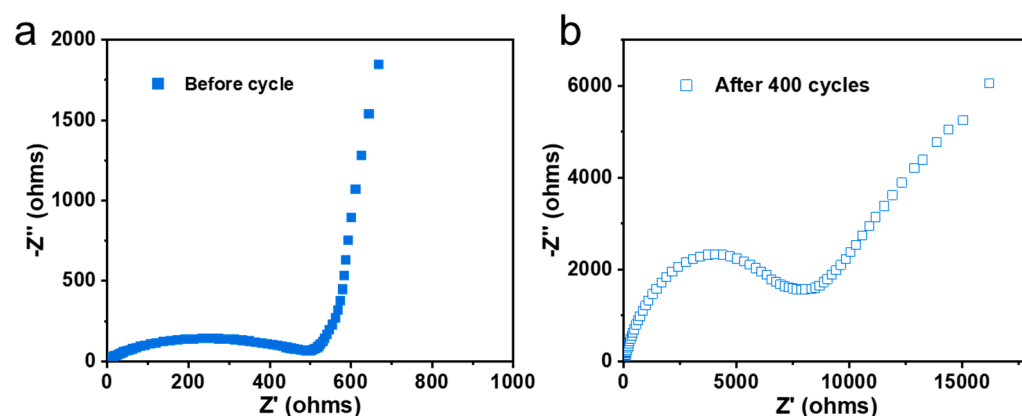 a
2000
1500
1000
500
0
-Z'' (ohms)
Before cycle
0 200 400 600 800 1000
Z' (ohms)
b
6000
4000
2000
0
-Z'' (ohms)
After 400 cycles
0 5000 10000 15000
Z' (ohms)